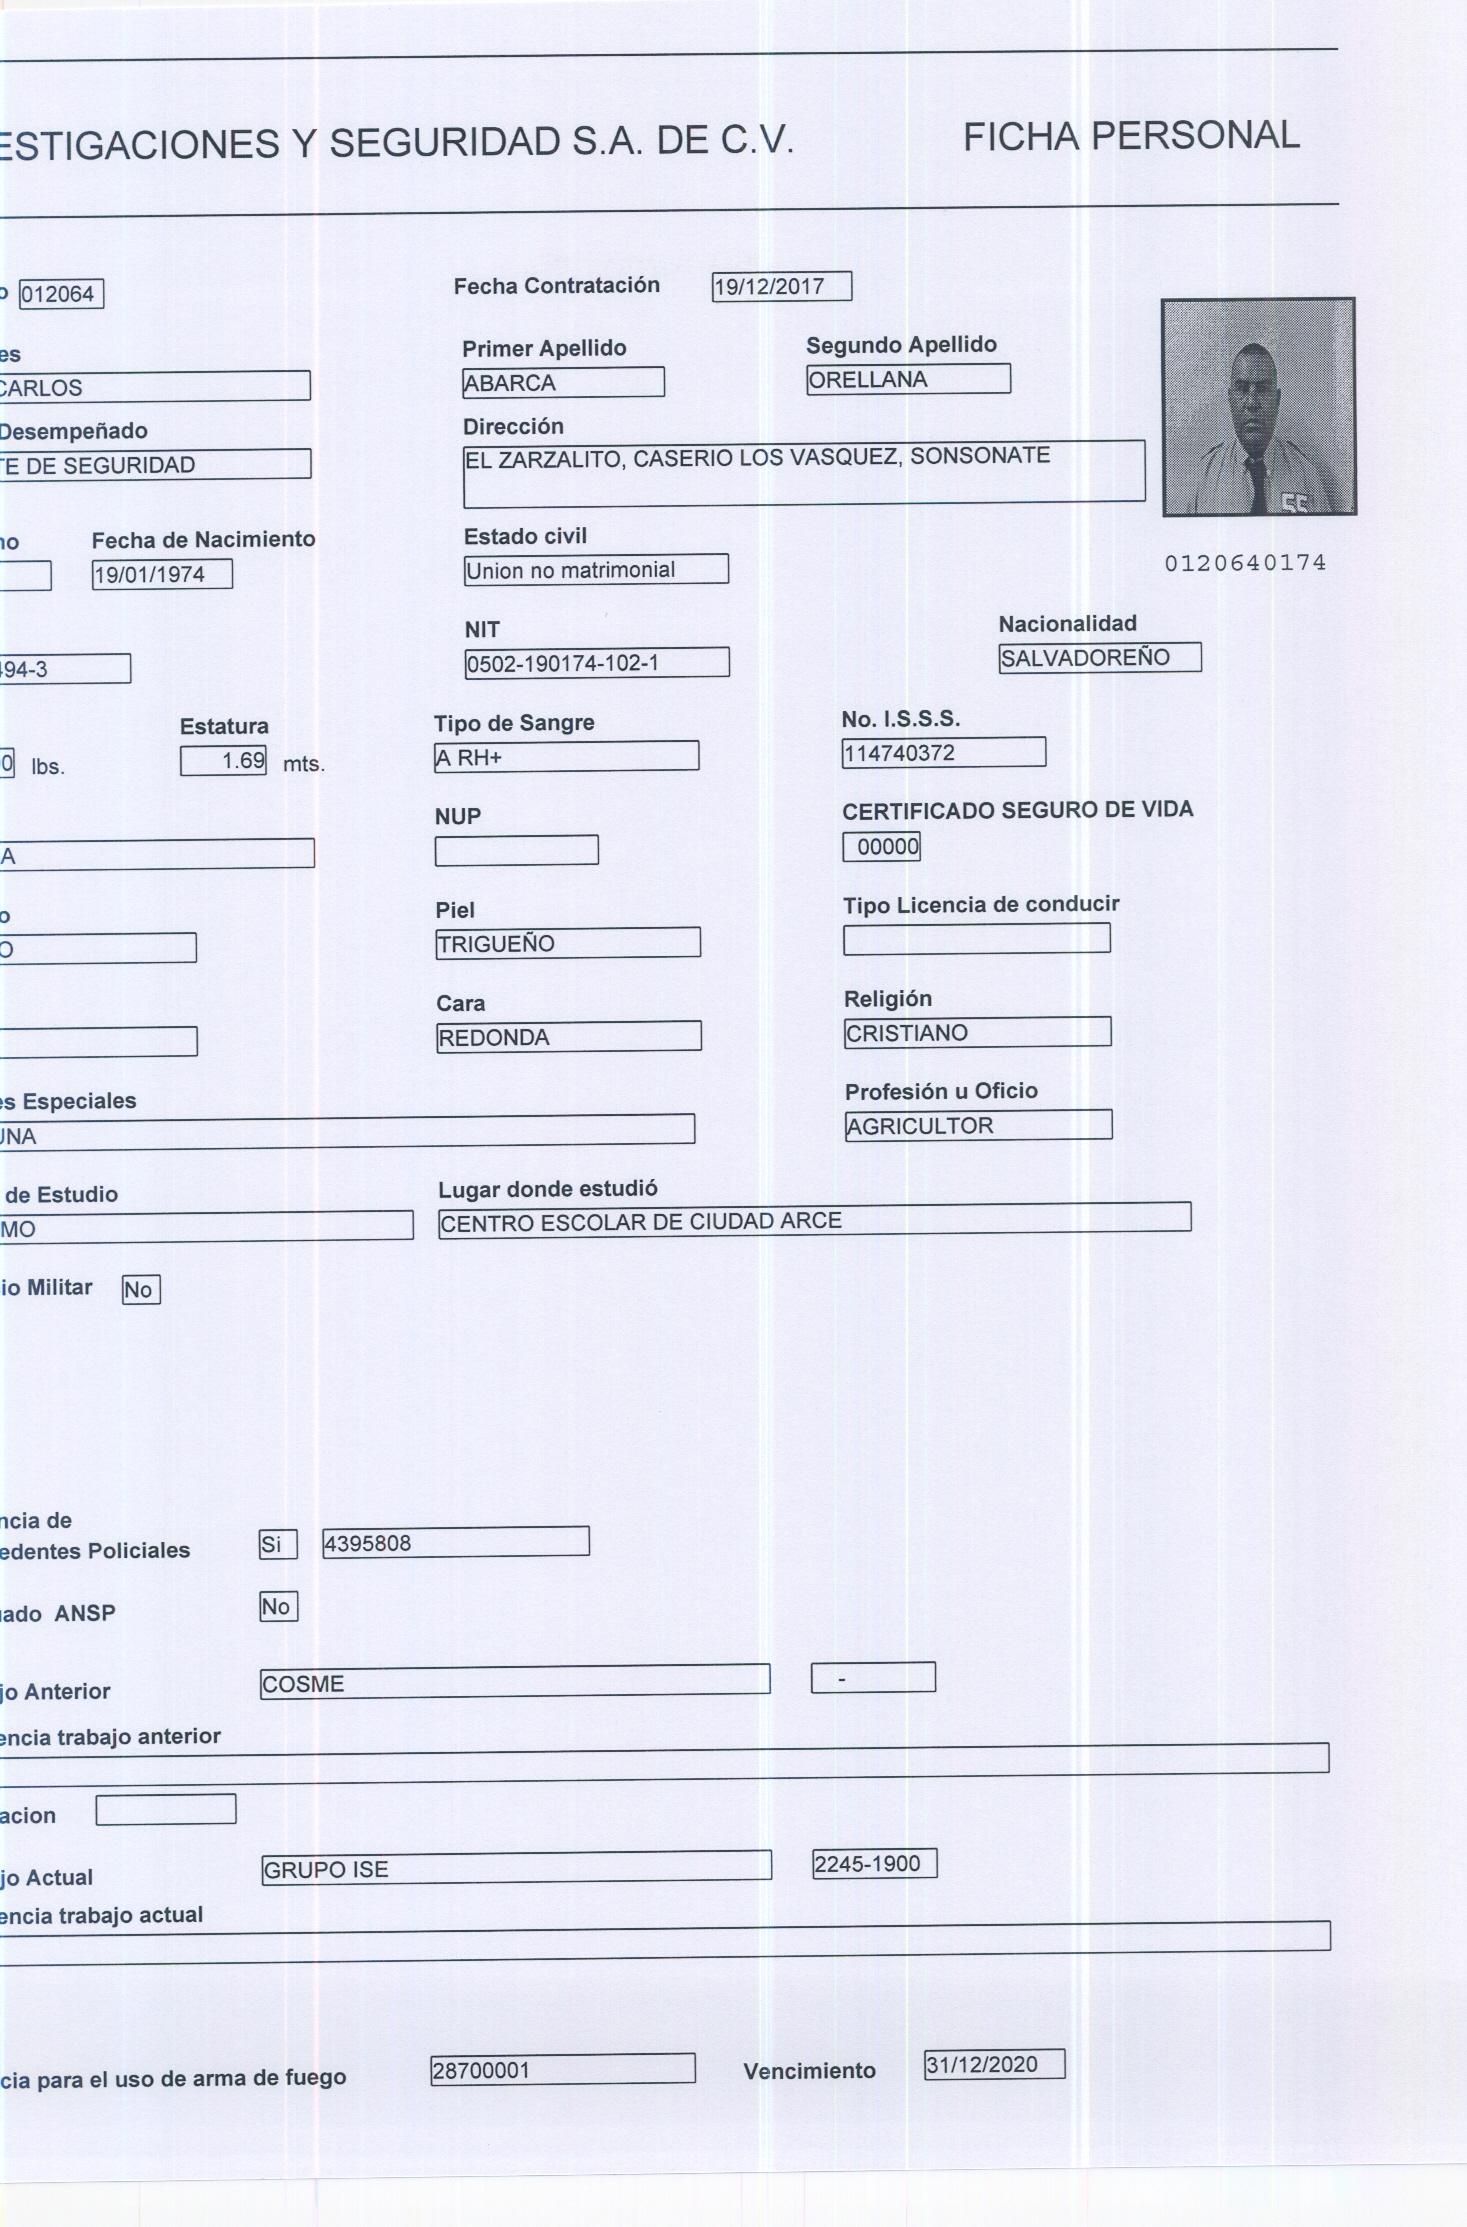 ESTIGACIONES Y SEGURIDAD S.A. DE C.V. FICHA PERSONAL
o 012064 Fecha Contratación 19/12/2017
es Primer Apellido Segundo Apellido
CARLOS ABARCA ORELLANA
Desempeñado Dirección
TE DE SEGURIDAD EL ZARZALITO, CASERIO LOS VASQUEZ, SONSONATE
no Fecha de Nacimiento Estado civil
19/01/1974 Union no matrimonial 0120640174
NIT Nacionalidad
494-3 0502-190174-102-1 SALVADOREÑO
Estatura Tipo de Sangre No. I.S.S.S.
0 lbs. 1.69 mts. A RH+ 114740372
NUP CERTIFICADO SEGURO DE VIDA
A 00000
o Piel Tipo Licencia de conducir
O TRIGUEÑO
Cara Religión
REDONDA CRISTIANO
es Especiales Profesión u Oficio
UNA AGRICULTOR
de Estudio Lugar donde estudió
MO CENTRO ESCOLAR DE CIUDAD ARCE
io Militar No
ncia de
edentes Policiales Si 4395808
uado ANSP No
jo Anterior COSME -
encia trabajo anterior
acion
jo Actual GRUPO ISE 2245-1900
encia trabajo actual
cia para el uso de arma de fuego 28700001 Vencimiento 31/12/2020